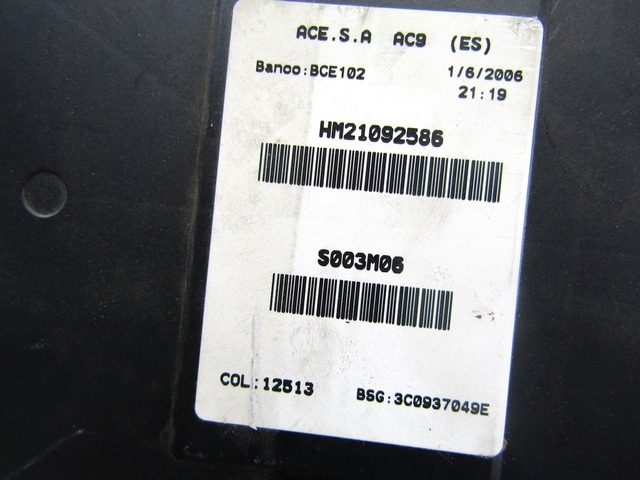 ACE.S.A AC9 (ES)
Banco:BCE102 1/6/2006
21:19
HM21092586
S003M06
COL:12513 BSG:3C0937049E